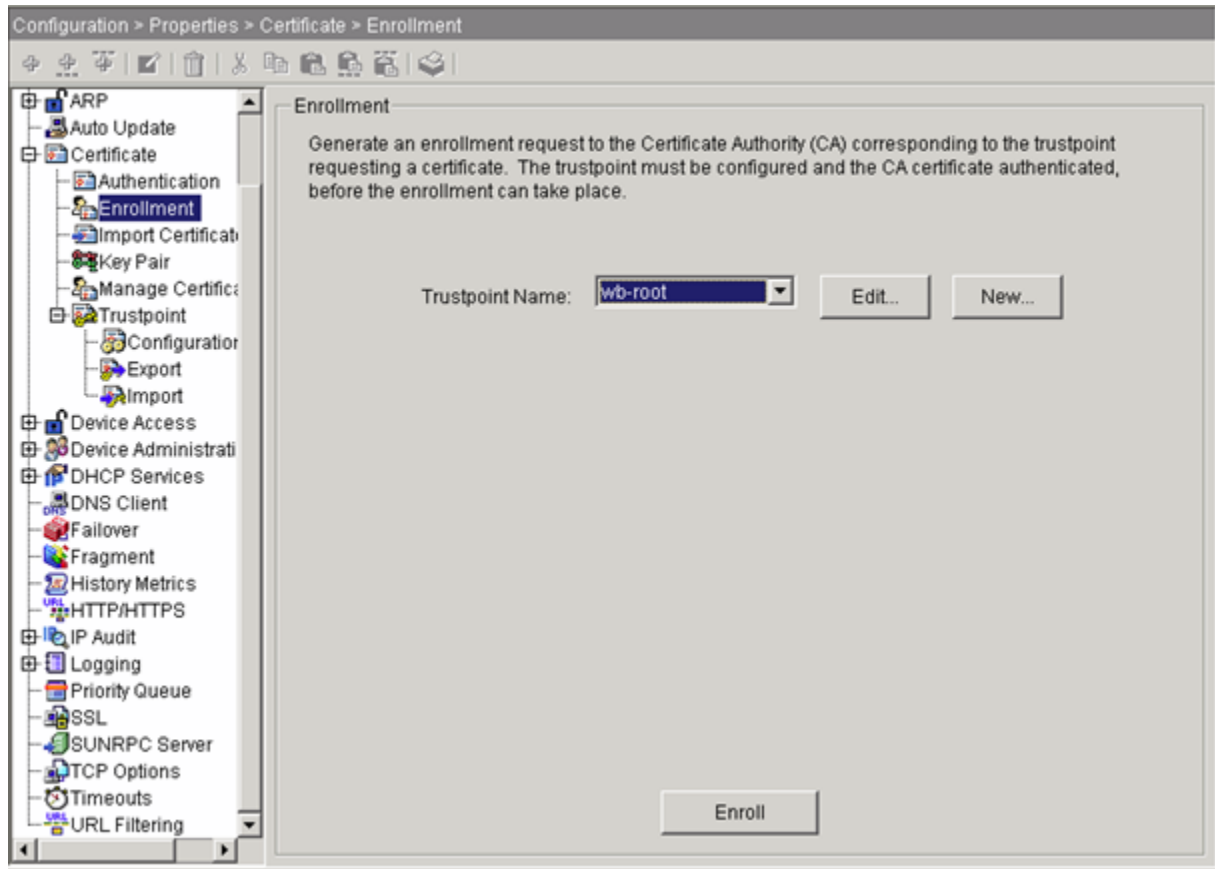 Configuration > Properties > Certificate > Enrollment
ARP
Auto Update
Certificate
Authentication
Enrollment
Import Certificat
Key Pair
Manage Certific
Trustpoint
Configuration
Export
Import
Device Access
Device Administrati
DHCP Services
DNS Client
Failover
Fragment
History Metrics
HTTP/HTTPS
IP Audit
Logging
Priority Queue
SSL
SUNRPC Server
TCP Options
Timeouts
URL Filtering
Enrollment
Generate an enrollment request to the Certificate Authority (CA) corresponding to the trustpoint
requesting a certificate. The trustpoint must be configured and the CA certificate authenticated,
before the enrollment can take place.
Trustpoint Name: wb-root Edit... New...
Enroll